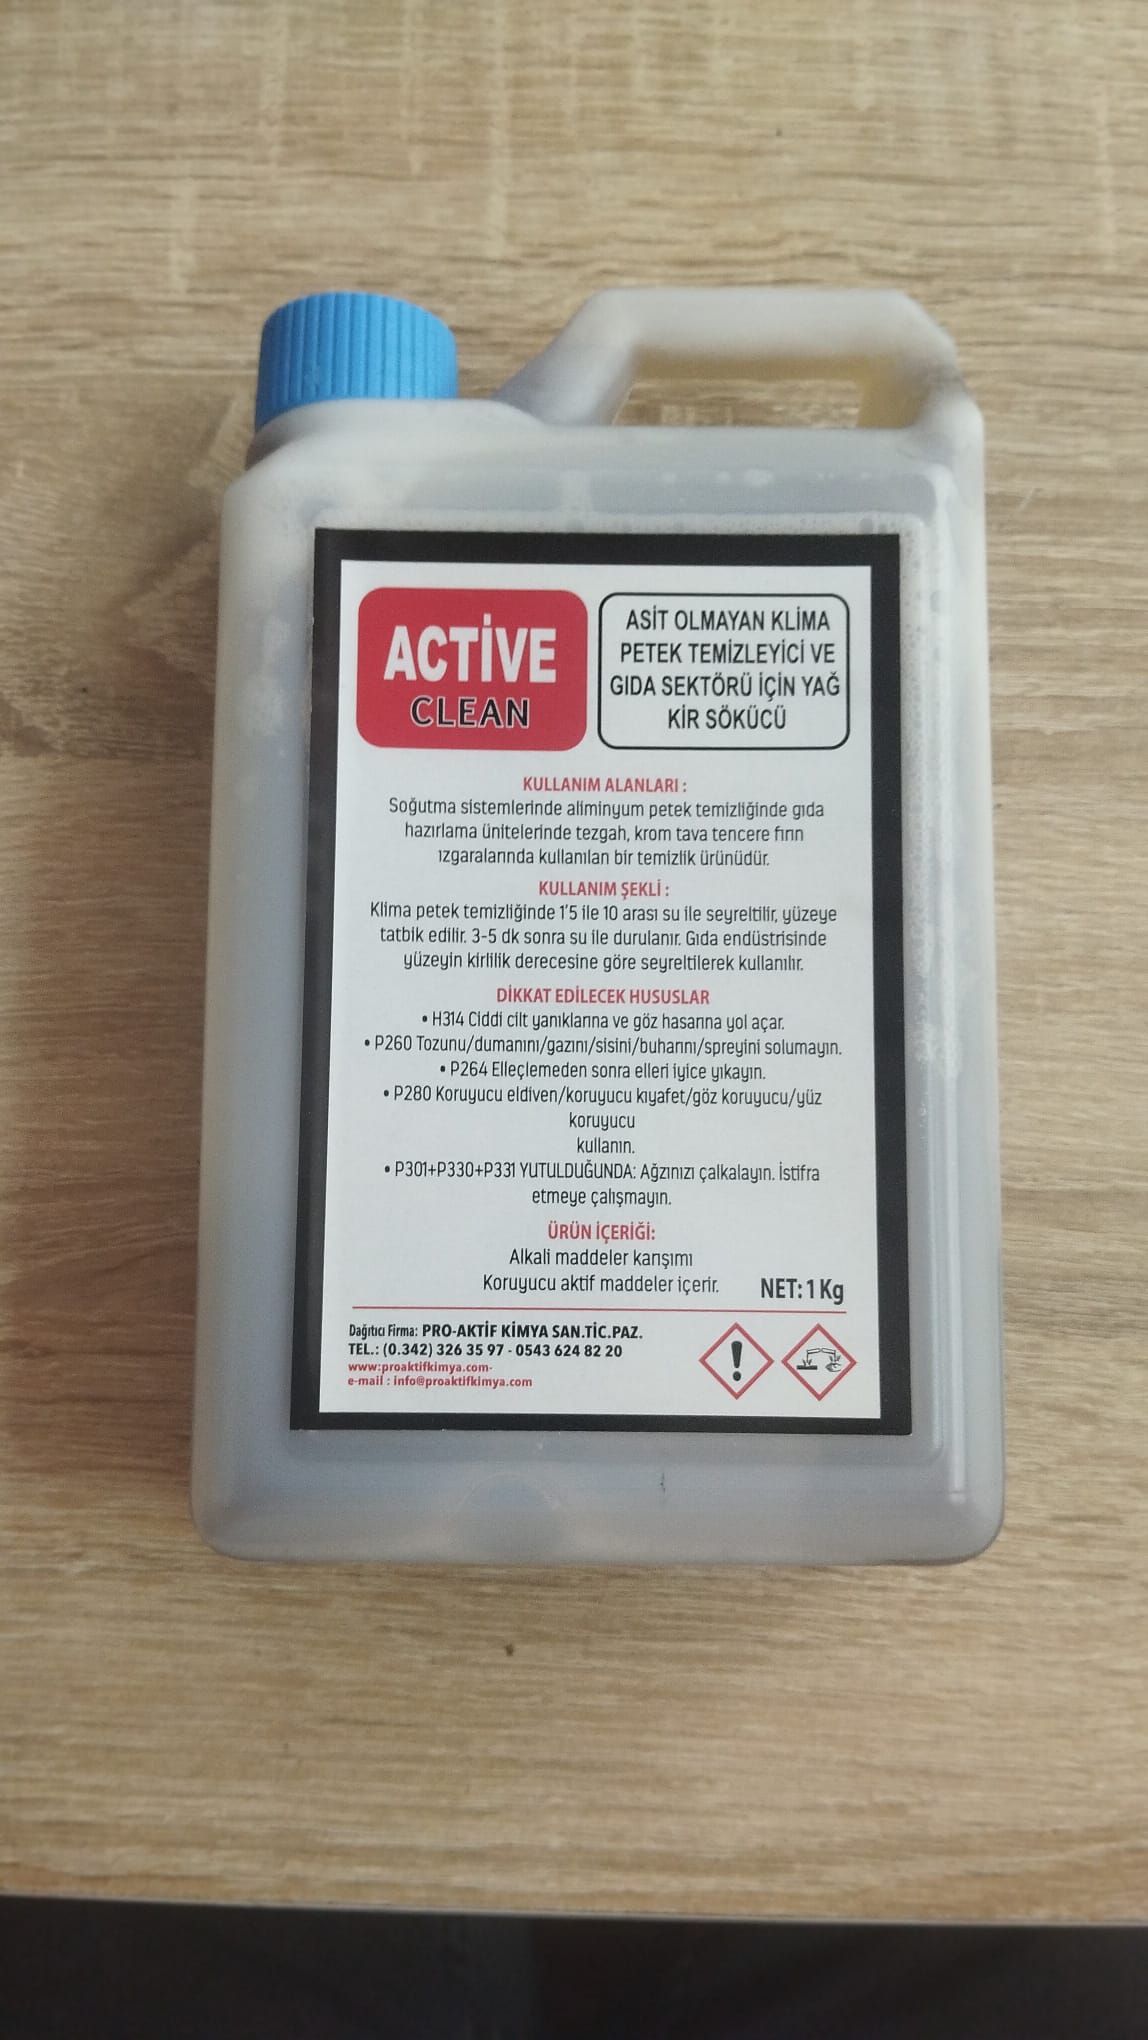 ACTİVE
CLEAN
ASİT OLMAYAN KLİMA
PETEK TEMİZLEYİCİ VE
GIDA SEKTÖRÜ İÇİN YAĞ
KİR SÖKÜCÜ
KULLANIM ALANLARI :
Soğutma sistemlerinde aliminyum petek temizliğinde gıda
hazırlama ünitelerinde tezgah, krom tava tencere fırın
ızgaralarında kullanılan bir temizlik ürünüdür.
KULLANIM ŞEKLİ :
Klima petek temizliğinde 1'5 ile 10 arası su ile seyreltilir, yüzeye
tatbik edilir. 3-5 dk sonra su ile durulanır. Gıda endüstrisinde
yüzeyin kirlilik derecesine göre seyreltilerek kullanılır.
DİKKAT EDİLECEK HUSUSLAR
• H314 Ciddi cilt yanıklarına ve göz hasarına yol açar.
• P260 Tozunu/dumanını/gazını/sisini/buharını/spreyini solumayın.
• P264 Elleçlemeden sonra elleri iyice yıkayın.
• P280 Koruyucu eldiven/koruyucu kıyafet/göz koruyucu/yüz
koruyucu
kullanın.
• P301+P330+P331 YUTULDUĞUNDA: Ağzınızı çalkalayın. İstifra
etmeye çalışmayın.
ÜRÜN İÇERİĞİ:
Alkali maddeler karışımı
Koruyucu aktif maddeler içerir.
NET: 1 Kg
Dağıtıcı Firma: PRO-AKTİF KİMYA SAN.TİC.PAZ.
TEL.: (0.342) 326 35 97 - 0543 624 82 20
www:proaktifkimya.com-
e-mail : info@proaktifkimya.com